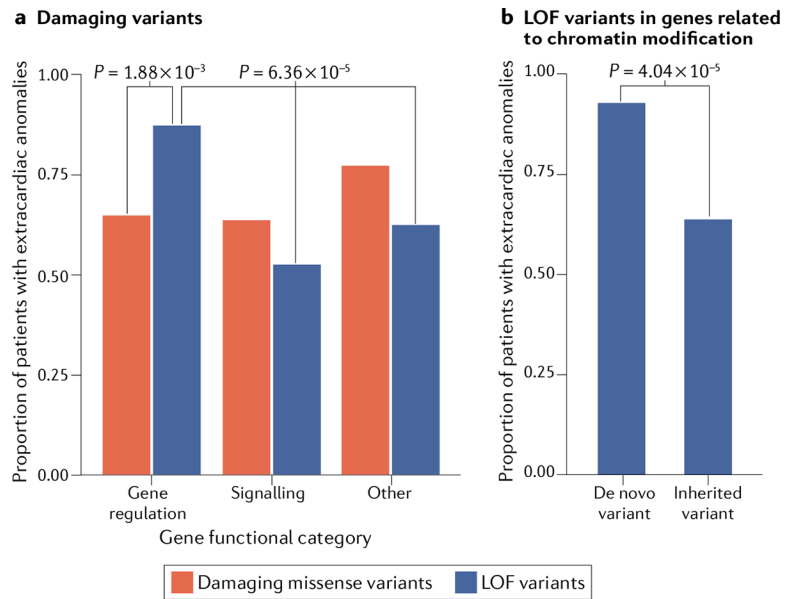 a Damaging variants
Proportion of patients with extracardiac anomalies
1.00
0.75
0.50
0.25
0.00
P = 1.88×10⁻³
P = 6.36×10⁻⁵
Gene
regulation
Signalling
Other
Gene functional category
b LOF variants in genes related
to chromatin modification
Proportion of patients with extracardiac anomalies
1.00
0.75
0.50
0.25
0.00
P = 4.04×10⁻⁵
De novo
variant
Inherited
variant
Damaging missense variants
LOF variants